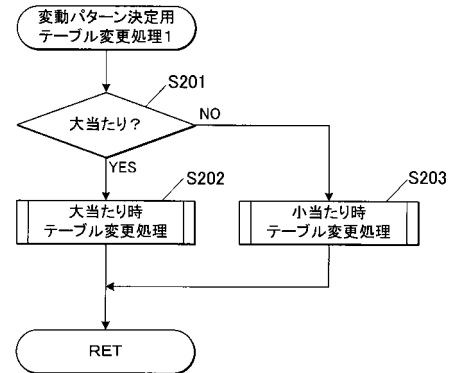 変動パターン決定用
テーブル変更処理1
S201
大当たり？
NO
YES
S202
大当たり時
テーブル変更処理
S203
小当たり時
テーブル変更処理
RET